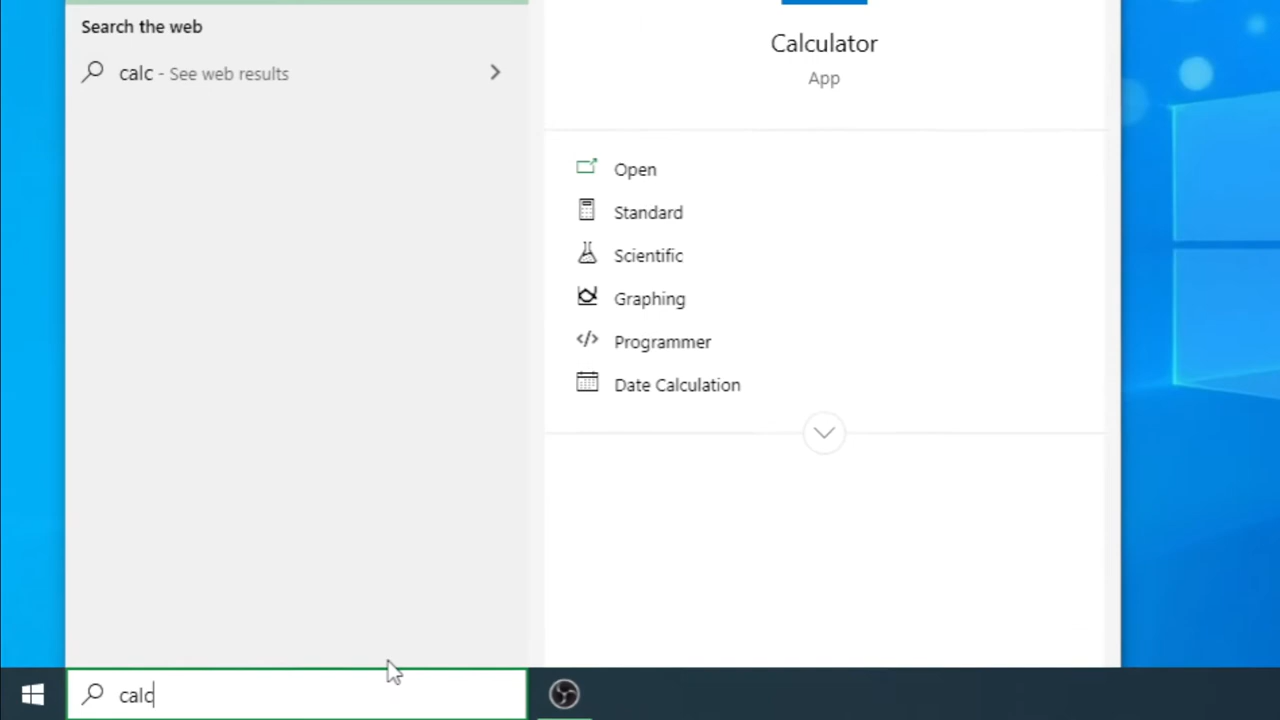 Search the web
calc - See web results
Calculator
App
Open
Standard
Scientific
Graphing
Programmer
Date Calculation
calc